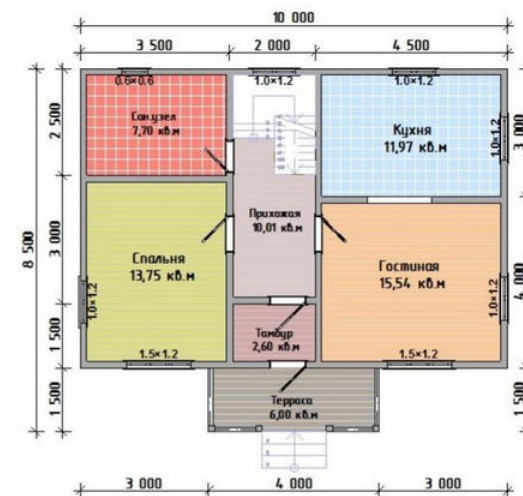 10 000
3 500
2 000
4 500
0.6×0.6
1.0×1.2
1.0×1.2
Сан.узел
7,70 кв.м
Кухня
11,97 кв.м
1.0×1.2
2 500
3 000
8 500
3 000
Прихожая
10,01 кв.м
Спальня
13,75 кв.м
Гостиная
15,54 кв.м
1.0×1.2
1.0×1.2
4 000
1 500
Тамбур
2,60 кв.м
1.5×1.2
1.5×1.2
1 500
Терраса
6,00 кв.м
1 500
3 000
4 000
3 000